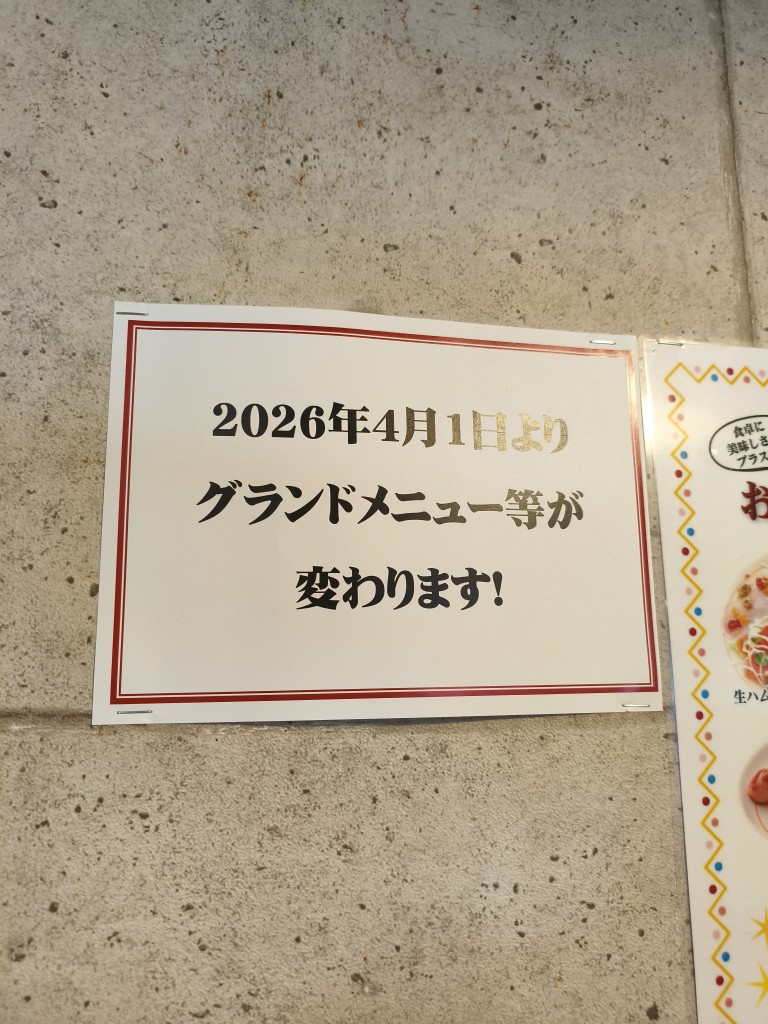 2026年4月1日より
グランドメニュー等が
変わります!
食卓に
美味しさ
プラス
お
生ハム